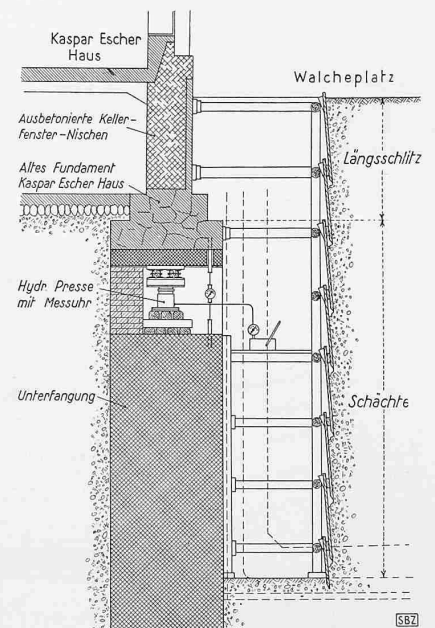 Kaspar Escher
Haus
Walcheplatz
Ausbetonierte Keller-
fenster-Nischen
Längsschlitz
Altes Fundament
Kaspar Escher Haus
Hydr. Presse
mit Messuhr
Unterfangung
Schächte
SBZ